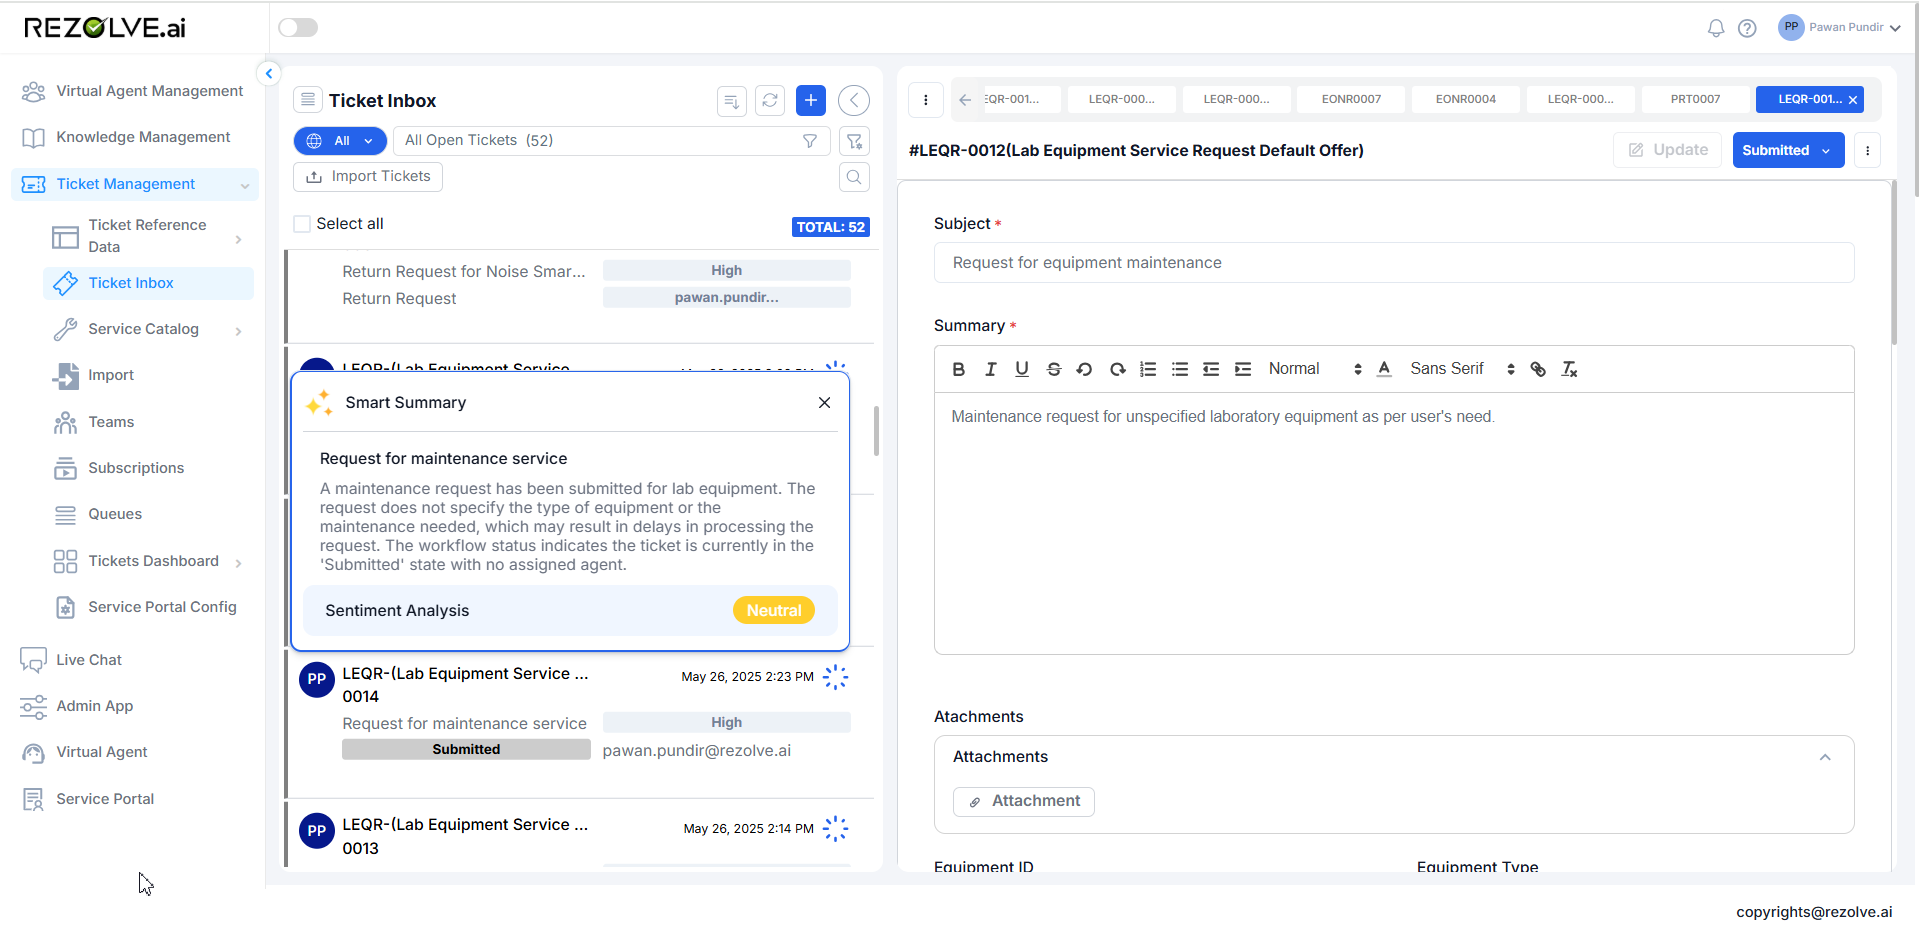 REZOLVE.ai
PP
Pawan Pundir
Virtual Agent Management
Knowledge Management
Ticket Management
Ticket Reference
Data
Ticket Inbox
Service Catalog
Import
Teams
Subscriptions
Queues
Tickets Dashboard
Service Portal Config
Live Chat
Admin App
Virtual Agent
Service Portal
Ticket Inbox
All
All Open Tickets (52)
Import Tickets
Select all
TOTAL: 52
Return Request for Noise Smar...
High
Return Request
pawan.pundir...
LEQR-(Lab Equipment Service
Smart Summary
Request for maintenance service
A maintenance request has been submitted for lab equipment. The
request does not specify the type of equipment or the
maintenance needed, which may result in delays in processing the
request. The workflow status indicates the ticket is currently in the
'Submitted' state with no assigned agent.
Sentiment Analysis
Neutral
PP
LEQR-(Lab Equipment Service ...
May 26, 2025 2:23 PM
0014
Request for maintenance service
High
Submitted
pawan.pundir@rezolve.ai
PP
LEQR-(Lab Equipment Service ...
May 26, 2025 2:14 PM
0013
EQR-001...
LEQR-000...
LEQR-000...
EONR0007
EONR0004
LEQR-000...
PRT0007
LEQR-001...
#LEQR-0012(Lab Equipment Service Request Default Offer)
Update
Submitted
Subject *
Request for equipment maintenance
Summary *
Normal
Sans Serif
Maintenance request for unspecified laboratory equipment as per user's need.
Atachments
Attachments
Attachment
Equipment ID
Equipment Type
copyrights@rezolve.ai